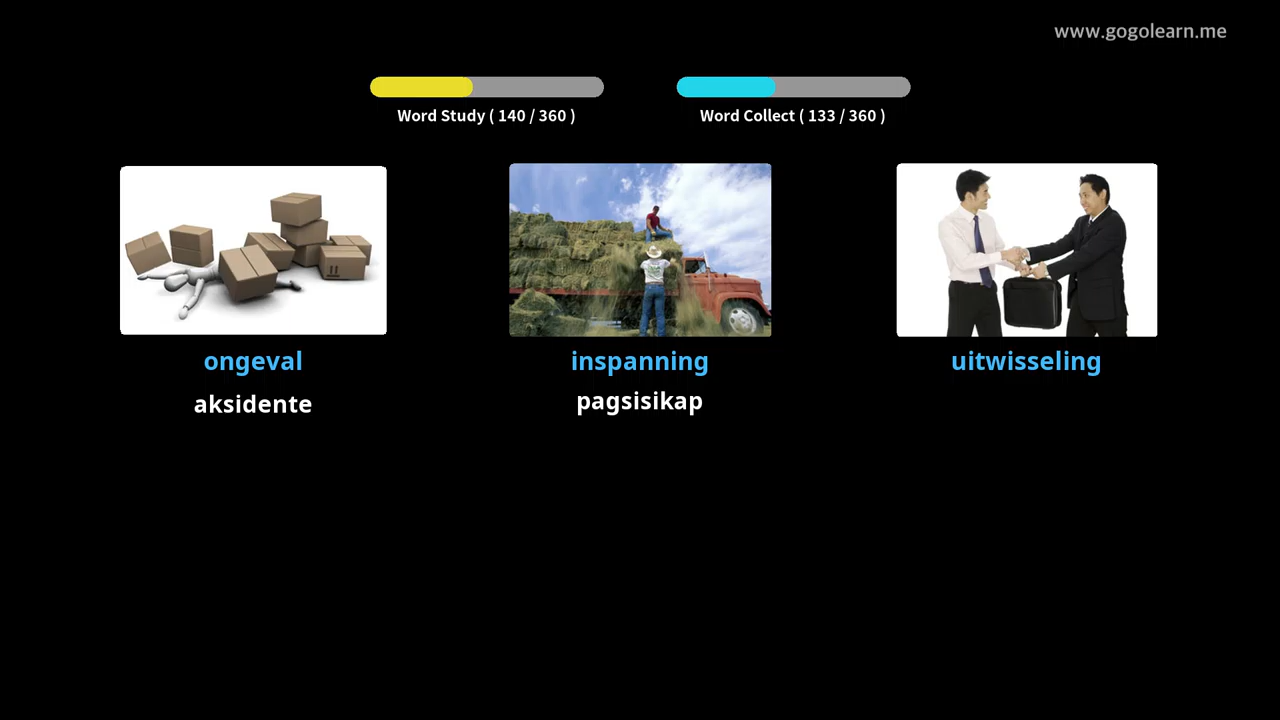 www.gogolearn.me
Word Study ( 140 / 360 )
Word Collect ( 133 / 360 )
ongeval
inspanning
uitwisseling
aksidente
pagsisikap